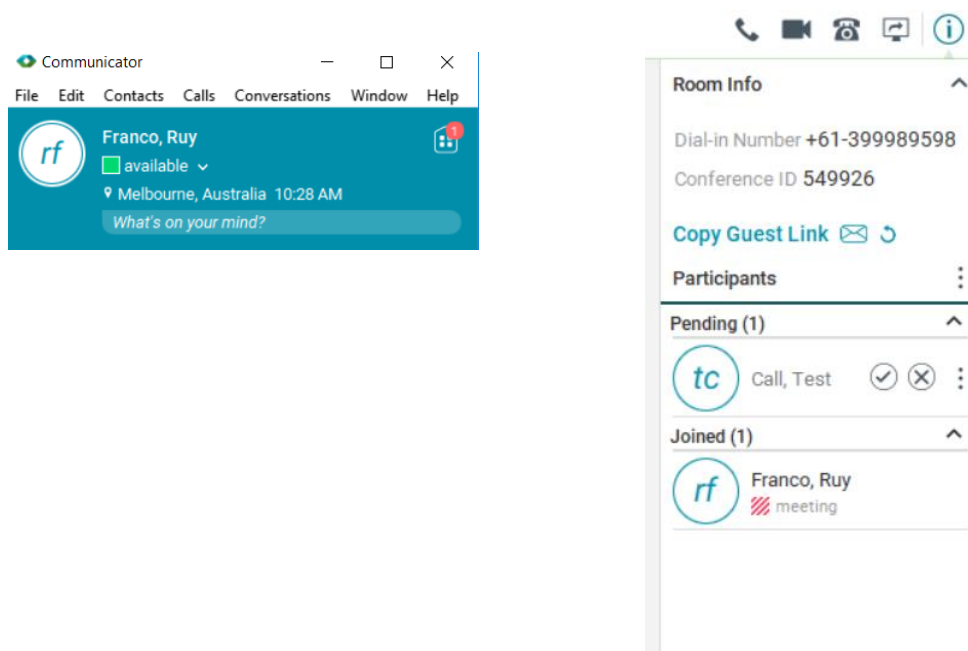 Communicator
File Edit Contacts Calls Conversations Window Help
rf
Franco, Ruy
1
available
Melbourne, Australia 10:28 AM
What's on your mind?
Room Info
Dial-in Number +61-399989598
Conference ID 549926
Copy Guest Link
Participants
Pending (1)
tc
Call, Test
Joined (1)
rf
Franco, Ruy
meeting